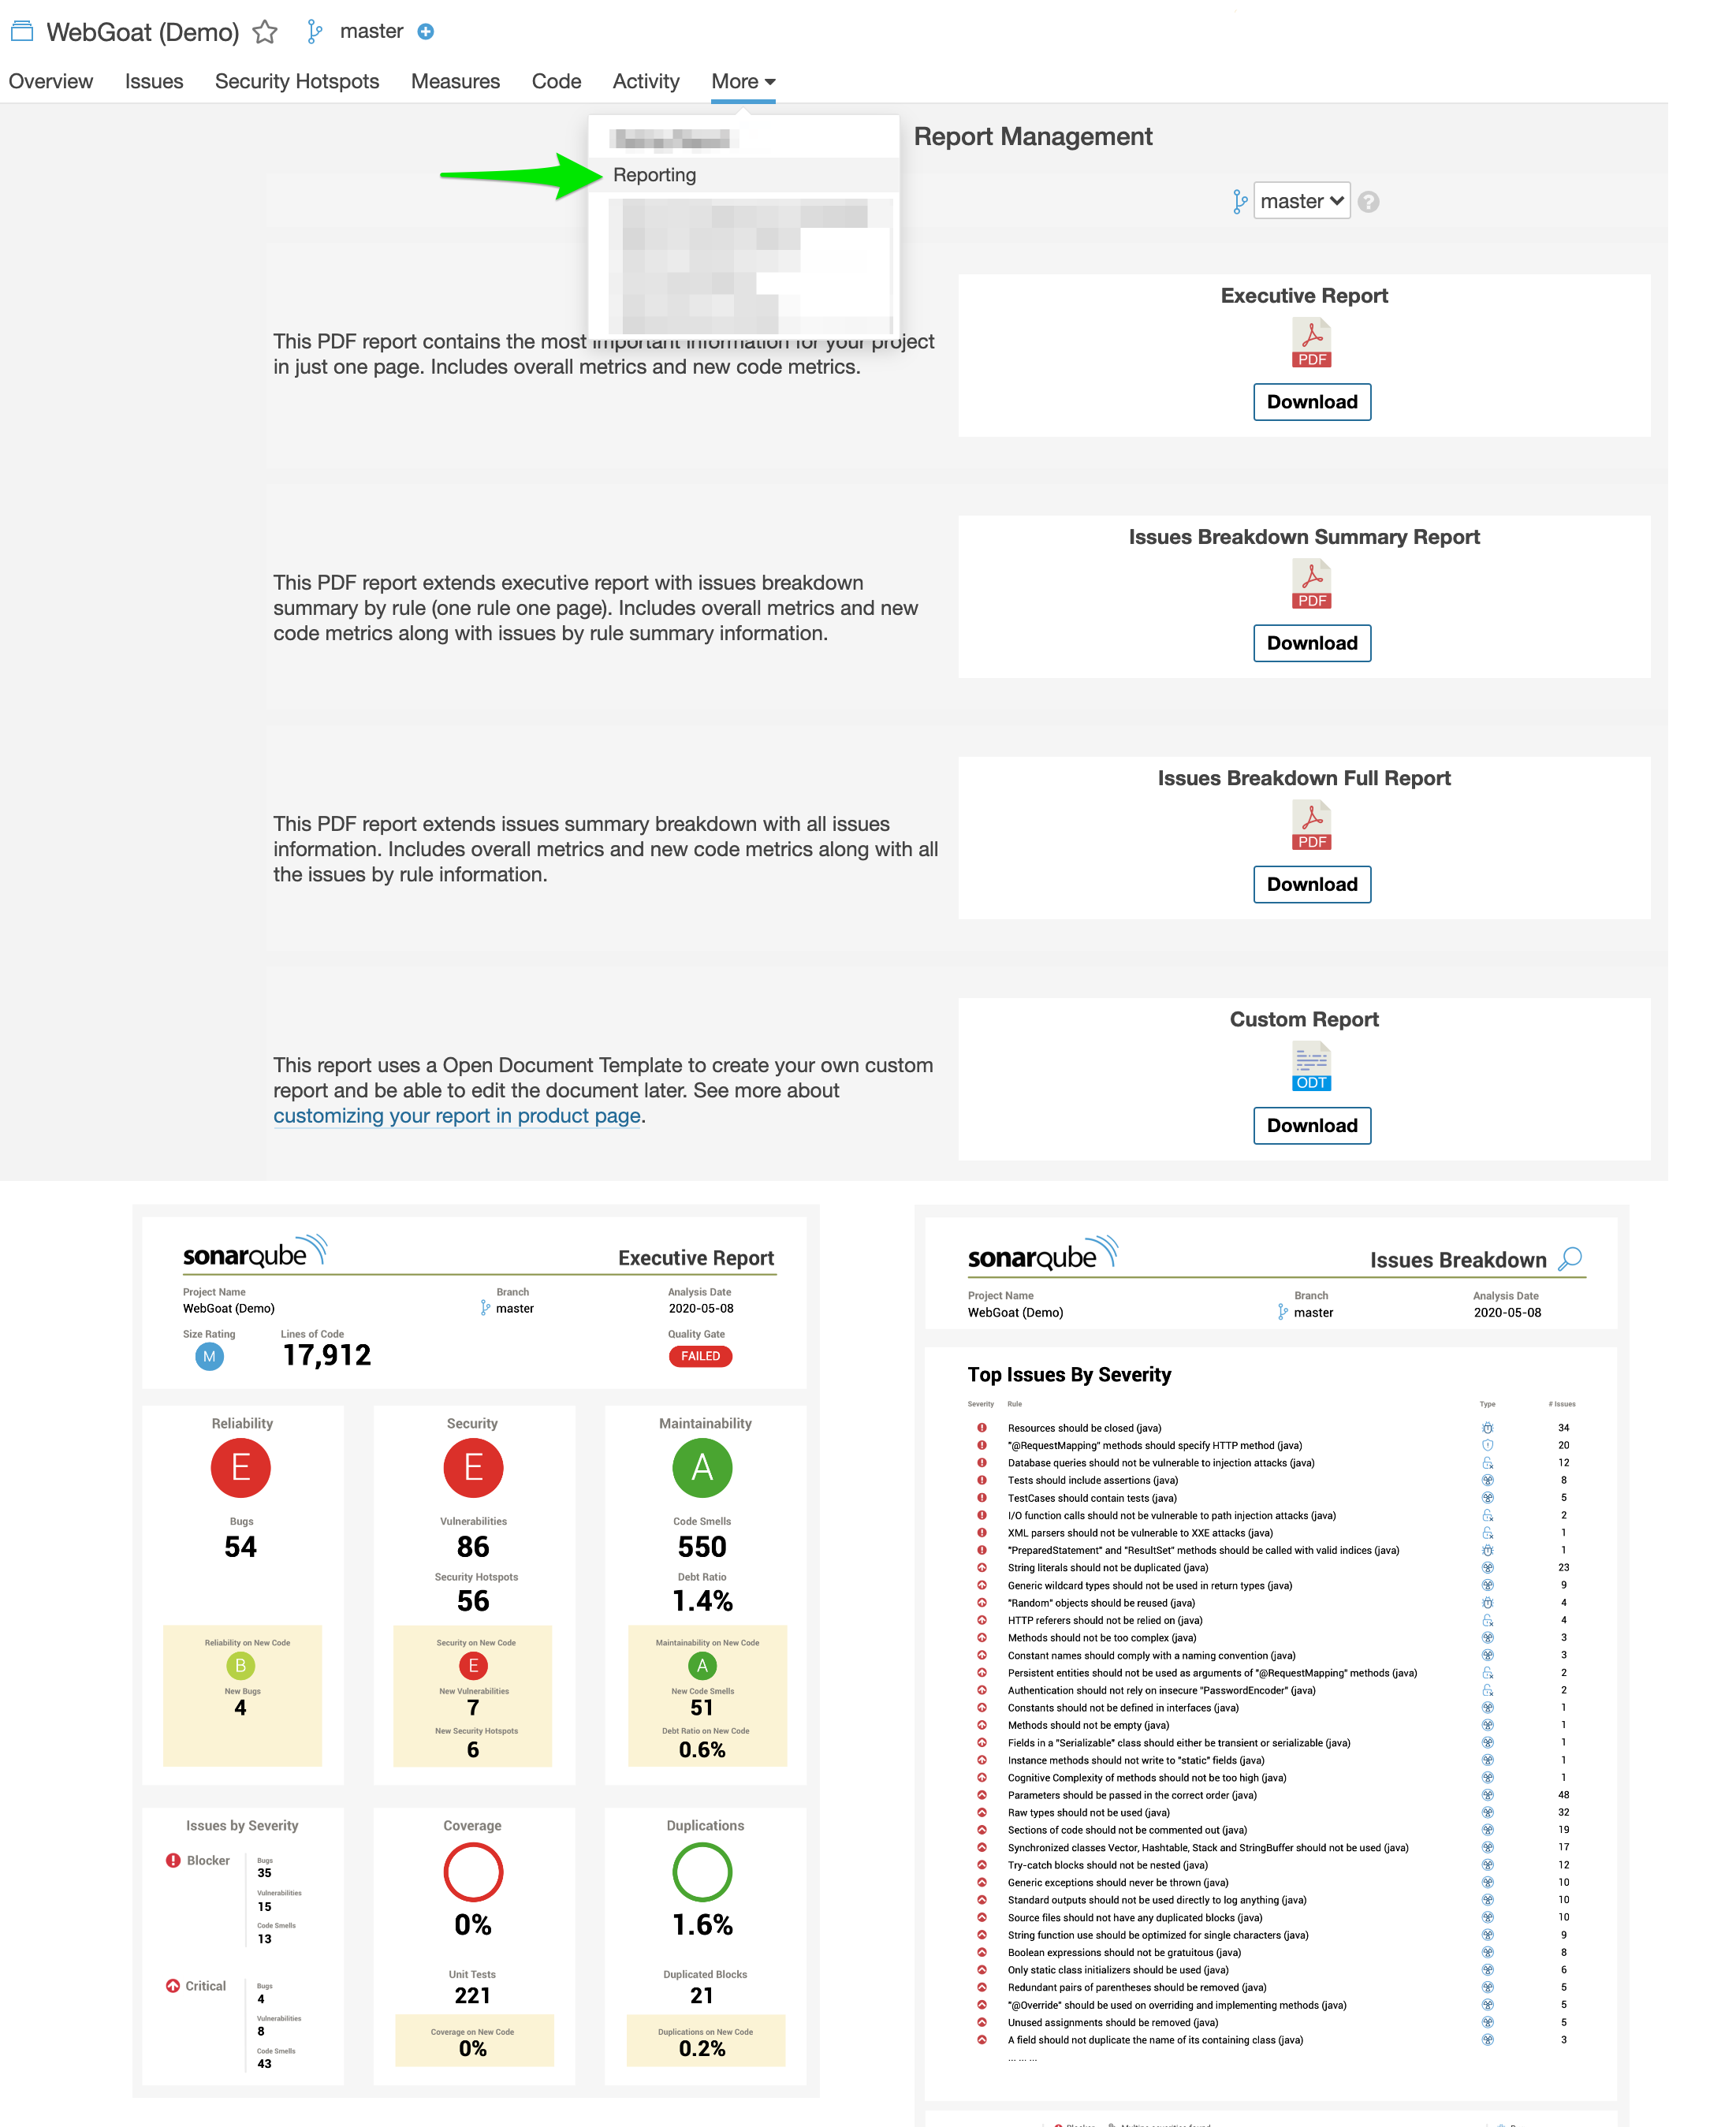 WebGoat (Demo) master
Overview Issues Security Hotspots Measures Code Activity More
Report Management
Reporting
master ?
This PDF report contains the most important information for your project
in just one page. Includes overall metrics and new code metrics.
Executive Report
PDF
Download
Issues Breakdown Summary Report
This PDF report extends executive report with issues breakdown
summary by rule (one rule one page). Includes overall metrics and new
code metrics along with issues by rule summary information.
PDF
Download
Issues Breakdown Full Report
This PDF report extends issues summary breakdown with all issues
information. Includes overall metrics and new code metrics along with all
the issues by rule information.
PDF
Download
Custom Report
This report uses a Open Document Template to create your own custom
report and be able to edit the document later. See more about
customizing your report in product page.
ODT
Download
sonarqube Executive Report
Project Name Branch Analysis Date
WebGoat (Demo) master 2020-05-08
Size Rating Lines of Code Quality Gate
M 17,912 FAILED
Reliability Security Maintainability
E E A
Bugs Vulnerabilities Code Smells
54 86 550
Security Hotspots Debt Ratio
56 1.4%
Reliability on New Code Security on New Code Maintainability on New Code
B E A
New Bugs New Vulnerabilities New Code Smells
4 7 51
New Security Hotspots Debt Ratio on New Code
6 0.6%
Issues by Severity Coverage Duplications
Blocker
Bugs
35
Vulnerabilities
15
Code Smells
13
0% 1.6%
Critical
Bugs
4
Vulnerabilities
8
Code Smells
43
Unit Tests Duplicated Blocks
221 21
Coverage on New Code Duplications on New Code
0% 0.2%
sonarqube Issues Breakdown
Project Name Branch Analysis Date
WebGoat (Demo) master 2020-05-08
Top Issues By Severity
Severity Rule Type # Issues
Resources should be closed (java) 34
"@RequestMapping" methods should specify HTTP method (java) 20
Database queries should not be vulnerable to injection attacks (java) 12
Tests should include assertions (java) 8
TestCases should contain tests (java) 5
I/O function calls should not be vulnerable to path injection attacks (java) 2
XML parsers should not be vulnerable to XXE attacks (java) 1
"PreparedStatement" and "ResultSet" methods should be called with valid indices (java) 1
String literals should not be duplicated (java) 23
Generic wildcard types should not be used in return types (java) 9
"Random" objects should be reused (java) 4
HTTP referers should not be relied on (java) 4
Methods should not be too complex (java) 3
Constant names should comply with a naming convention (java) 3
Persistent entities should not be used as arguments of "@RequestMapping" methods (java) 2
Authentication should not rely on insecure "PasswordEncoder" (java) 2
Constants should not be defined in interfaces (java) 1
Methods should not be empty (java) 1
Fields in a "Serializable" class should either be transient or serializable (java) 1
Instance methods should not write to "static" fields (java) 1
Cognitive Complexity of methods should not be too high (java) 1
Parameters should be passed in the correct order (java) 48
Raw types should not be used (java) 32
Sections of code should not be commented out (java) 19
Synchronized classes Vector, Hashtable, Stack and StringBuffer should not be used (java) 17
Try-catch blocks should not be nested (java) 12
Generic exceptions should never be thrown (java) 10
Standard outputs should not be used directly to log anything (java) 10
Source files should not have any duplicated blocks (java) 10
String function use should be optimized for single characters (java) 9
Boolean expressions should not be gratuitous (java) 8
Only static class initializers should be used (java) 6
Redundant pairs of parentheses should be removed (java) 5
"@Override" should be used on overriding and implementing methods (java) 5
Unused assignments should be removed (java) 5
A field should not duplicate the name of its containing class (java) 3
... ... ...